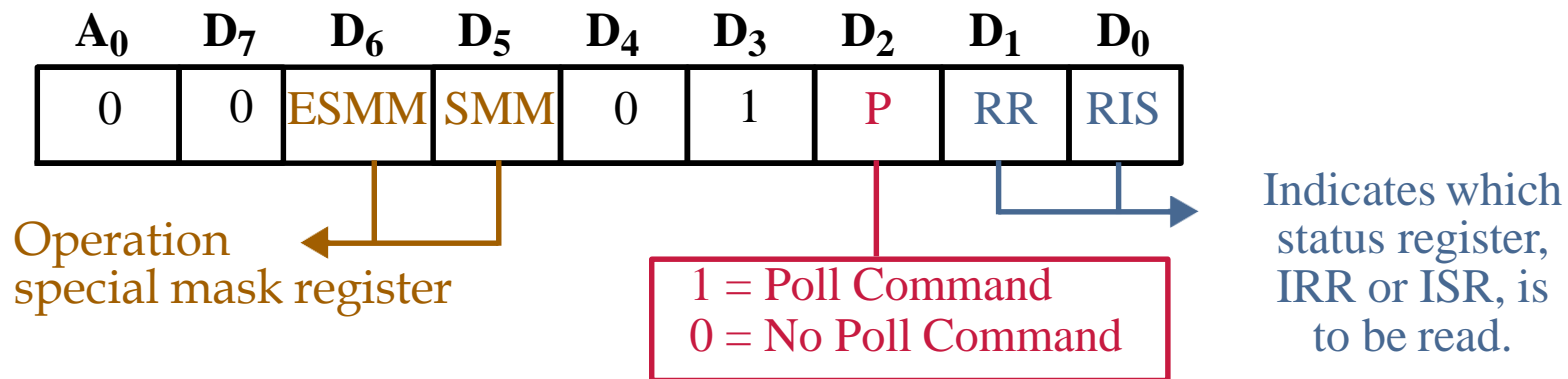 A0 D7 D6 D5 D4 D3 D2 D1 D0
0 0 ESMM SMM 0 1 P RR RIS
Operation
special mask register
1 = Poll Command
0 = No Poll Command
Indicates which
status register,
IRR or ISR, is
to be read.